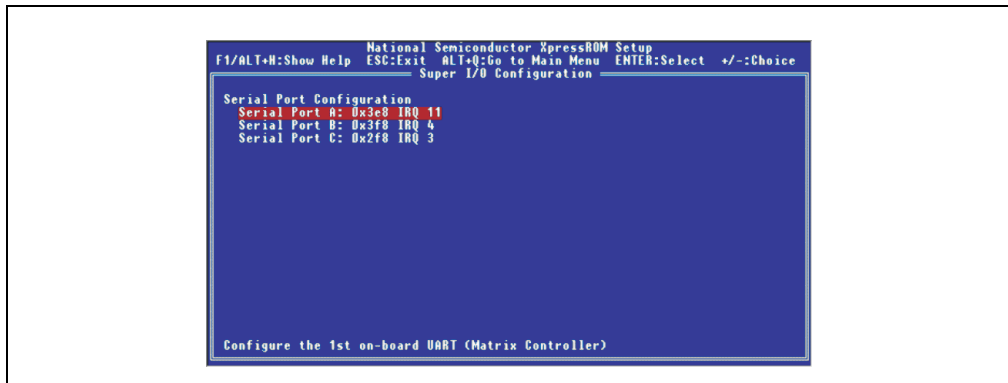 National Semiconductor XpressROM Setup
F1/ALT+H:Show Help ESC:Exit ALT+Q:Go to Main Menu ENTER:Select +/-:Choice
Super I/O Configuration
Serial Port Configuration
Serial Port A: 0x3e8 IRQ 11
Serial Port B: 0x3f8 IRQ 4
Serial Port C: 0x2f8 IRQ 3
Configure the 1st on-board UART (Matrix Controller)